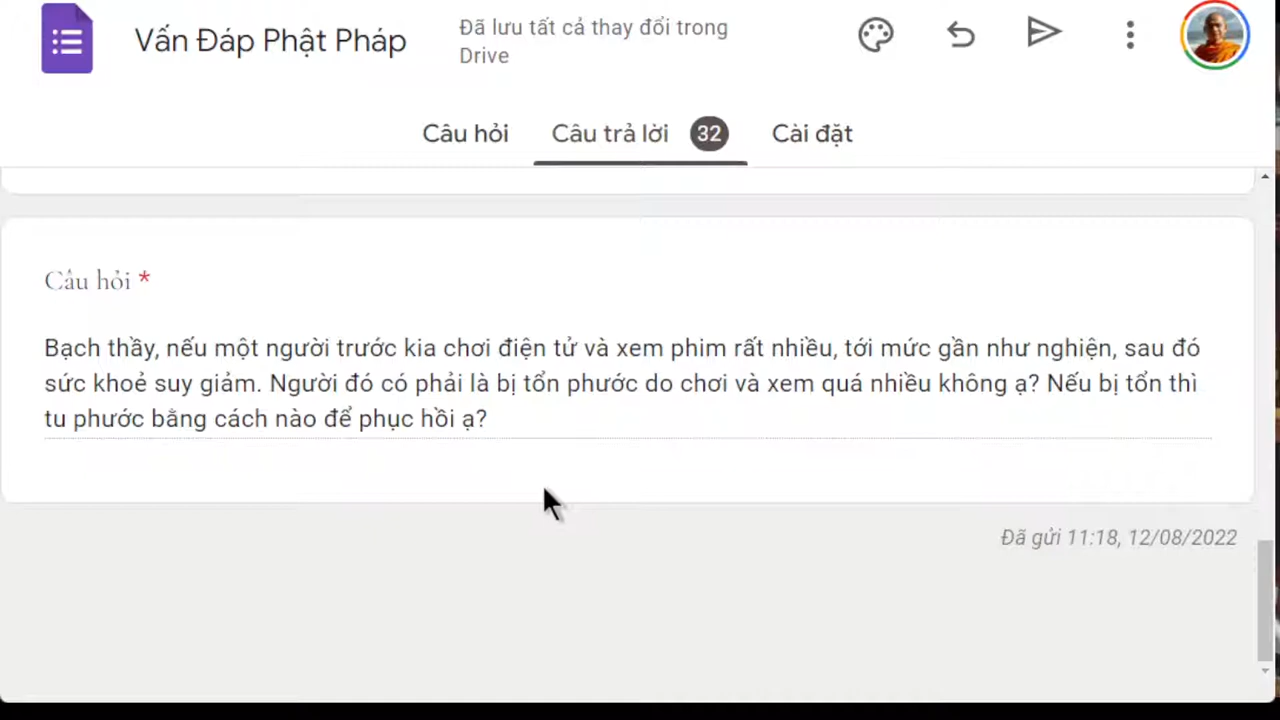 Vấn Đáp Phật Pháp
Đã lưu tất cả thay đổi trong
Drive
Câu hỏi
Câu trả lời 32
Cài đặt
Câu hỏi *
Bạch thầy, nếu một người trước kia chơi điện tử và xem phim rất nhiều, tới mức gần như nghiện, sau đó
sức khoẻ suy giảm. Người đó có phải là bị tổn phước do chơi và xem quá nhiều không ạ? Nếu bị tổn thì
tu phước bằng cách nào để phục hồi ạ?
Đã gửi 11:18, 12/08/2022